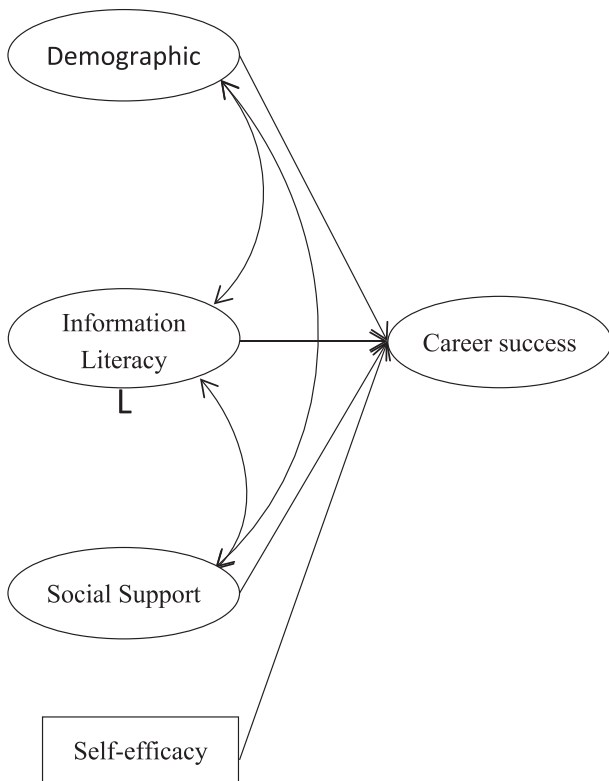 Demographic
Information
Literacy
L
Career success
Social Support
Self-efficacy